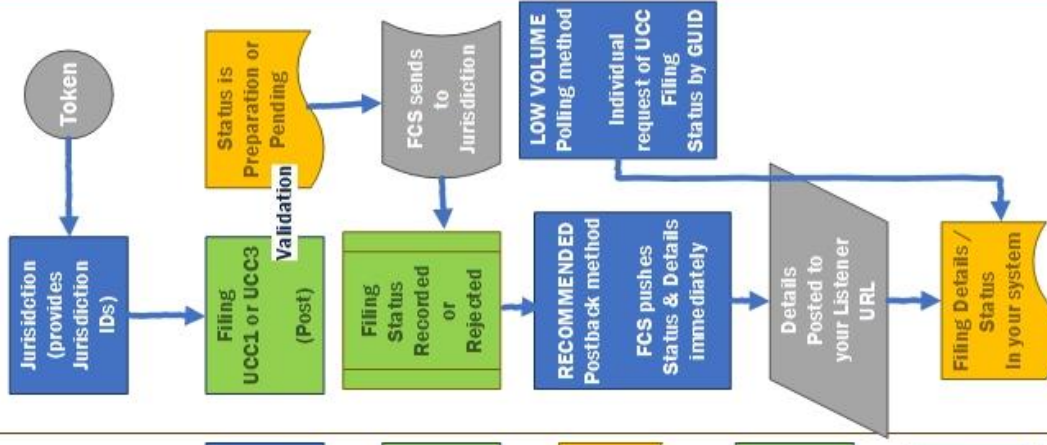 Token
Jurisidction
(provides
Jurisdiction
IDs)
Filing
UCC1 or UCC3
(Post)
Validation
Status is
Preparation or
Pending
FCS sends
to
Jurisdiction
Filing
Status
Recorded
or
Rejected
RECOMMENDED
Postback method
FCS pushes
Status & Details
immediately
LOW VOLUME
Polling method
Individual
request of UCC
Filing
Status by GUID
Details
Posted to
your Listener
URL
Filing Details /
Status
In your system